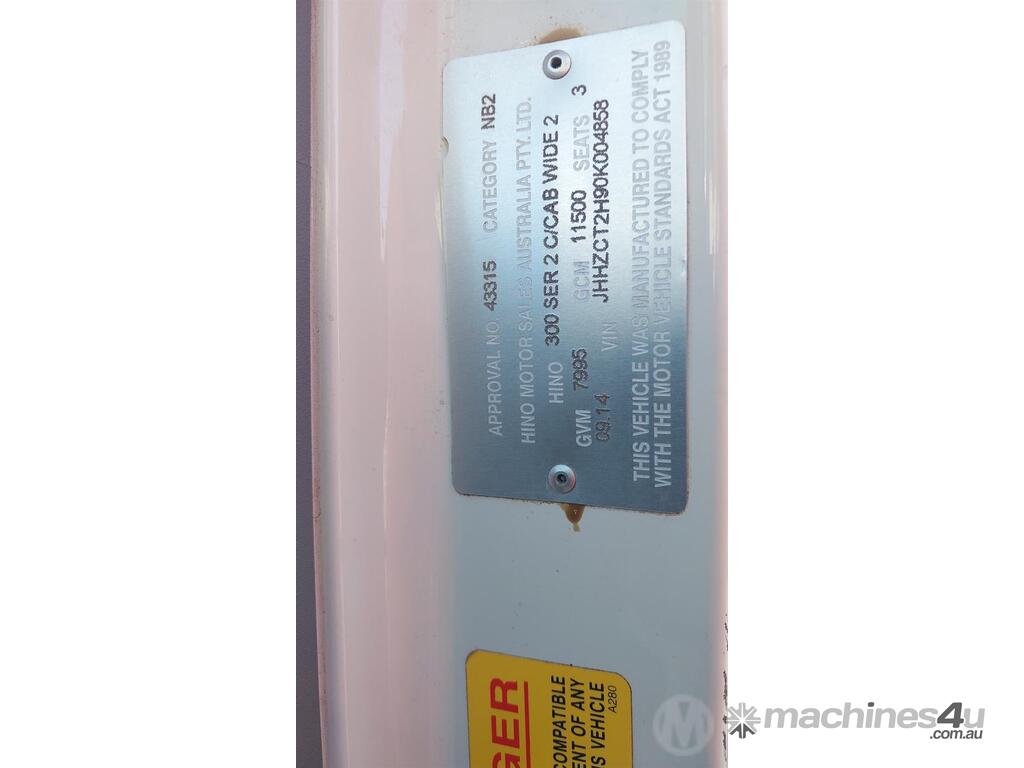 APPROVAL NO. 43315 CATEGORY NB2
HINO MOTOR SALES AUSTRALIA PTY. LTD.
HINO 300 SER 2 C/CAB WIDE 2
GVM 7995 GCM 11500 SEATS 3
09.14 VIN JHHZCT2H90K004858
THIS VEHICLE WAS MANUFACTURED TO COMPLY
WITH THE MOTOR VEHICLE STANDARDS ACT 1989
GER
COMPATIBLE
ENT OF ANY
IS VEHICLE
A280
M
machines4u
.com.au